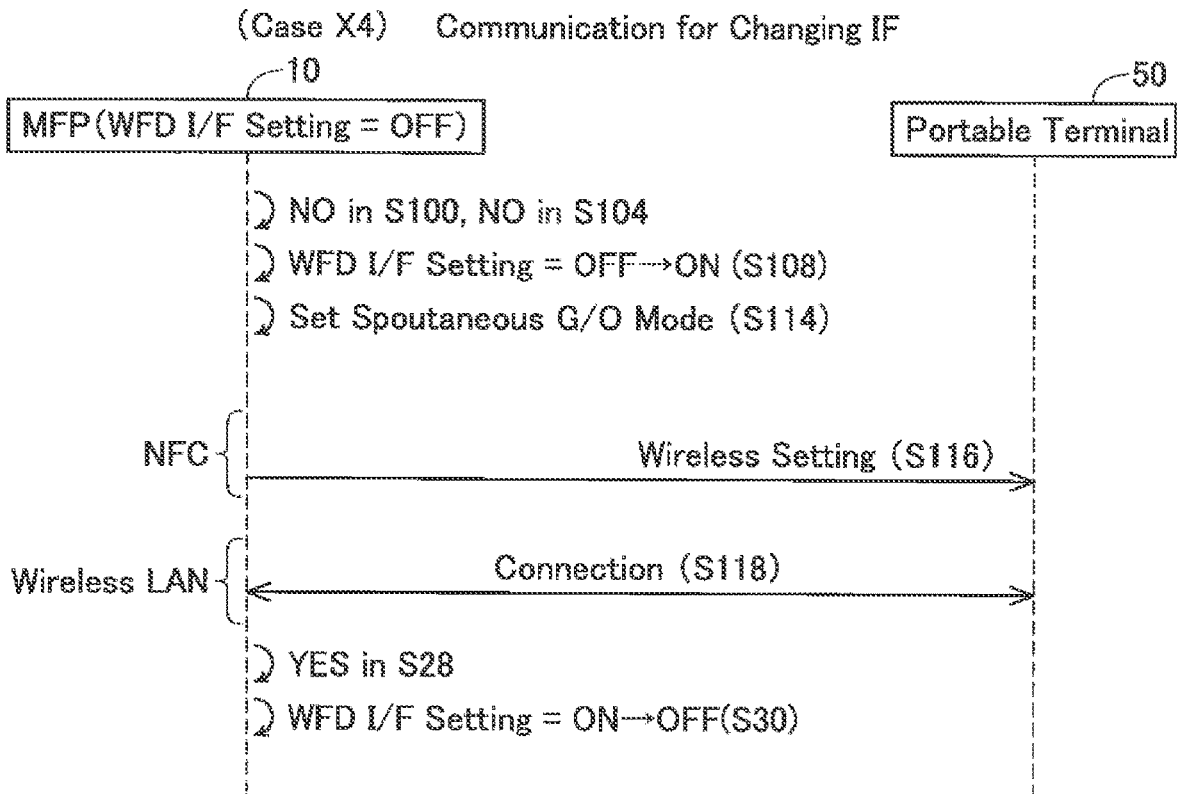 (Case X4) Communication for Changing IF
10
50
MFP(WFD I/F Setting = OFF)
Portable Terminal
NO in S100, NO in S104
WFD I/F Setting = OFF→ON (S108)
Set Spoutaneous G/O Mode (S114)
NFC
Wireless Setting (S116)
Wireless LAN
Connection (S118)
YES in S28
WFD I/F Setting = ON→OFF(S30)